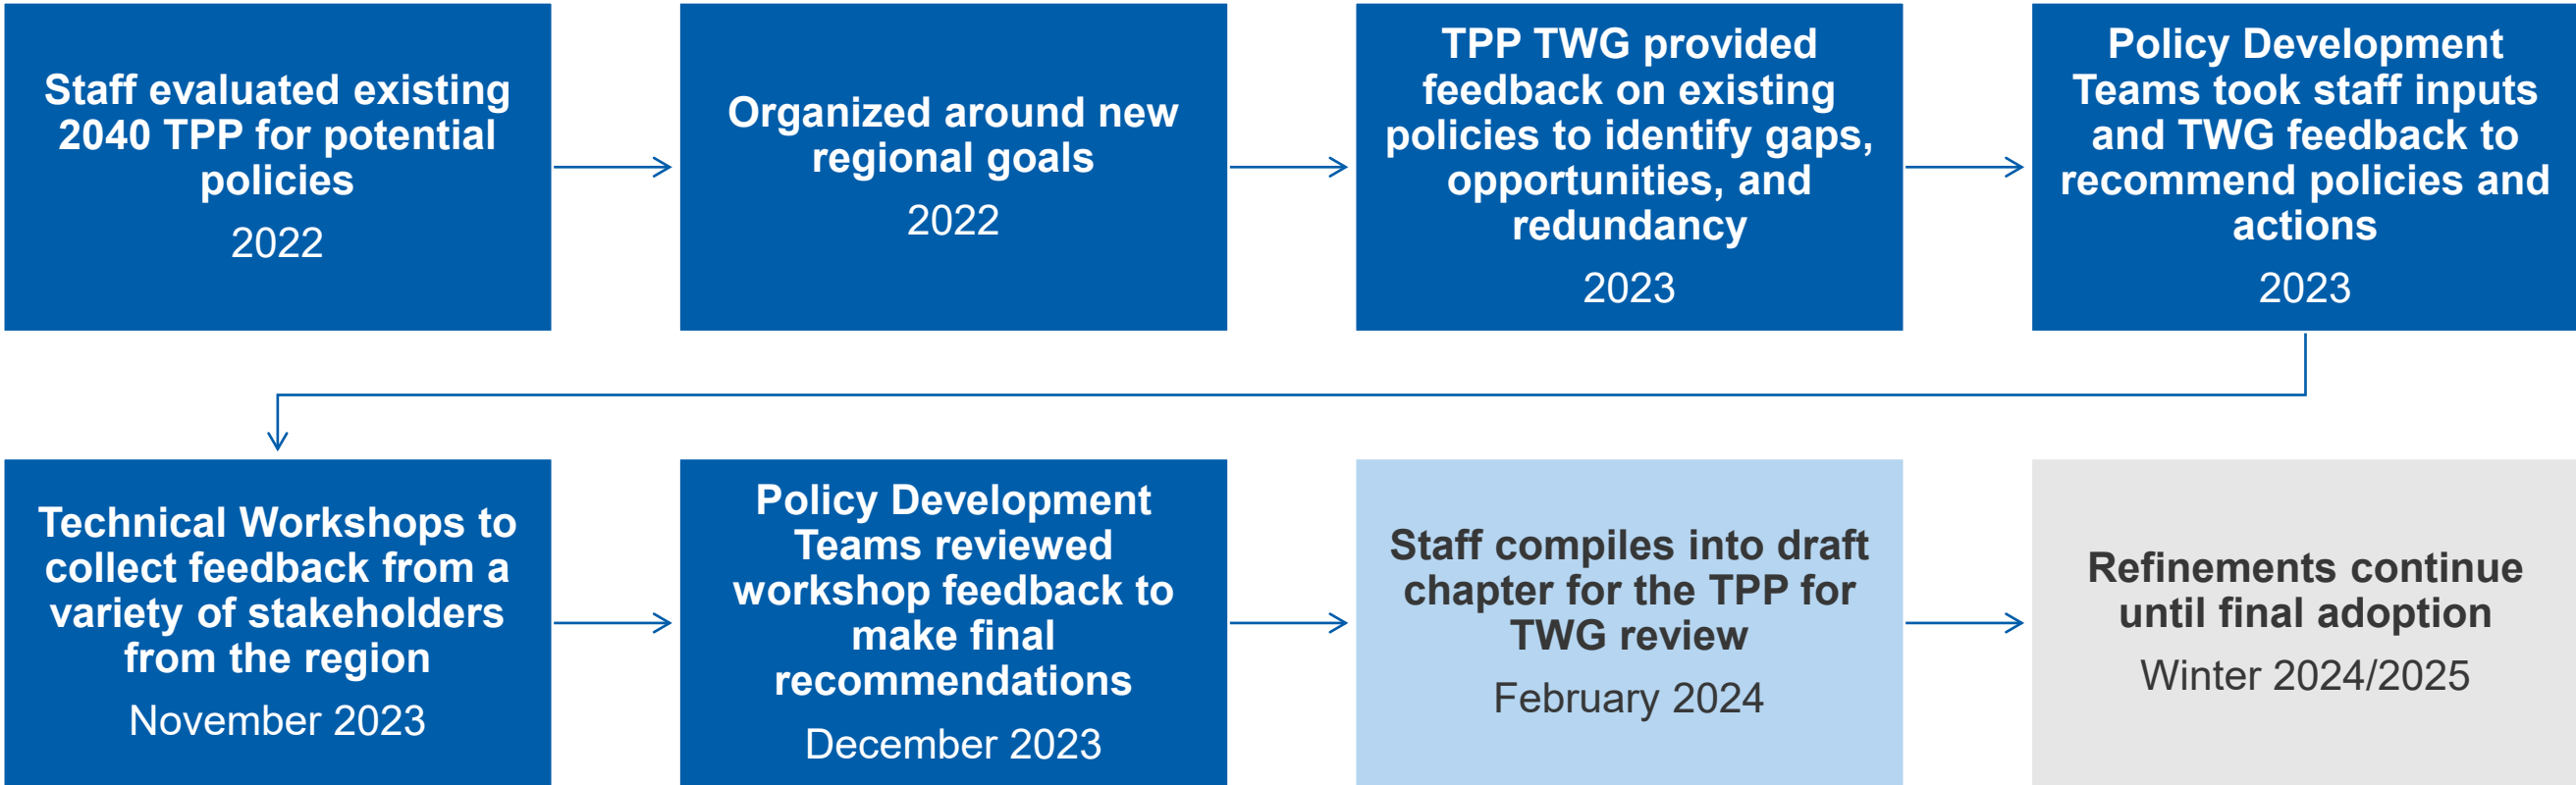 Staff evaluated existing
2040 TPP for potential
policies
2022
Organized around new
regional goals
2022
TPP TWG provided
feedback on existing
policies to identify gaps,
opportunities, and
redundancy
2023
Policy Development
Teams took staff inputs
and TWG feedback to
recommend policies and
actions
2023
Technical Workshops to
collect feedback from a
variety of stakeholders
from the region
November 2023
Policy Development
Teams reviewed
workshop feedback to
make final
recommendations
December 2023
Staff compiles into draft
chapter for the TPP for
TWG review
February 2024
Refinements continue
until final adoption
Winter 2024/2025